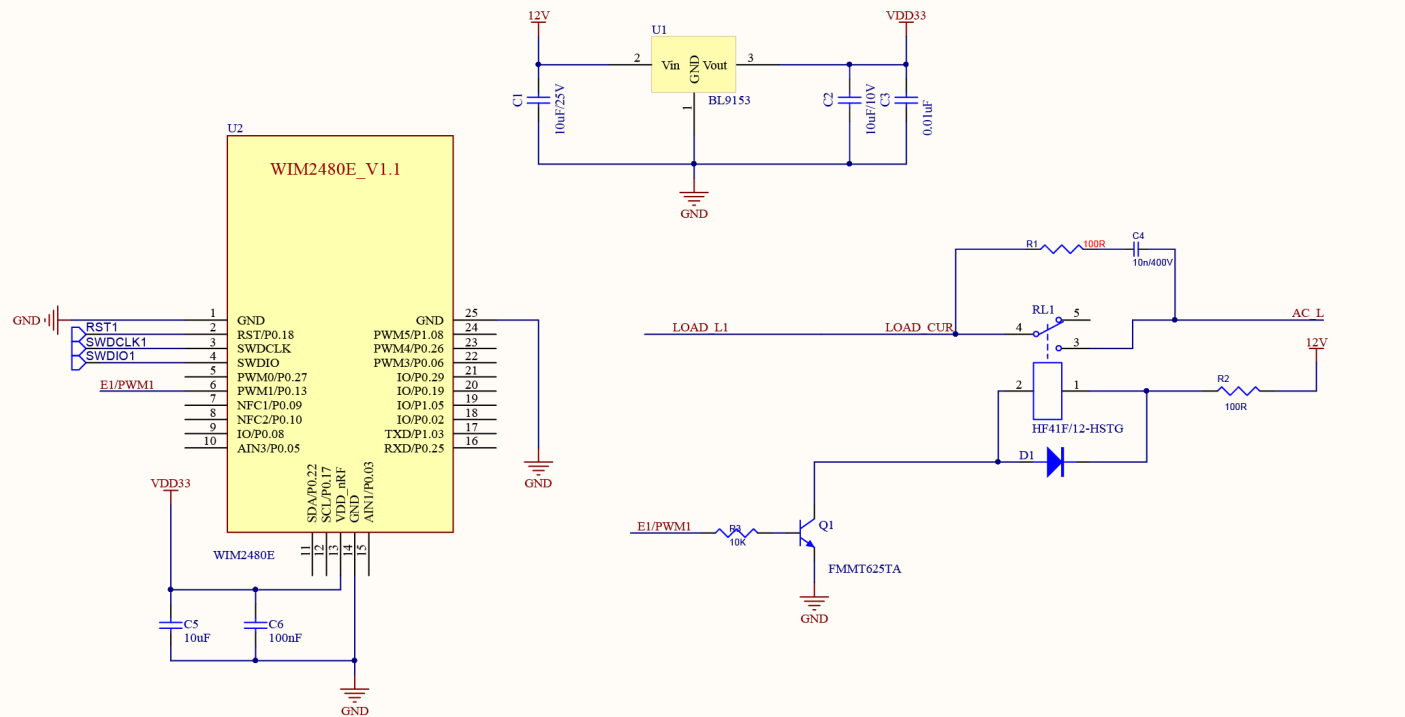 12V
VDD33
U1
2
Vin
GND
Vout
3
1
BL9153
C1
10uF/25V
C2
10uF/10V
C3
0.01uF
GND
U2
WIM2480E_V1.1
GND
1
GND
RST1
2
RST/P0.18
SWDCLK1
3
SWDCLK
SWDIO1
4
SWDIO
5
PWM0/P0.27
E1/PWM1
6
PWM1/P0.13
7
NFC1/P0.09
8
NFC2/P0.10
9
IO/P0.08
10
AIN3/P0.05
GND
25
PWM5/P1.08
24
PWM4/P0.26
23
PWM3/P0.06
22
IO/P0.29
21
IO/P0.19
20
IO/P1.05
19
IO/P0.02
18
TXD/P1.03
17
RXD/P0.25
16
GND
SDA/P0.22
SCL/P0.17
VDD_nRF
GND
AIN1/P0.03
11
12
13
14
15
WIM2480E
VDD33
C5
10uF
C6
100nF
GND
R1
100R
C4
10n/400V
RL1
5
LOAD_L1
LOAD_CUR
4
3
AC_L
12V
2
1
R2
100R
HF41F/12-HSTG
D1
E1/PWM1
R3
10K
Q1
FMMT625TA
GND